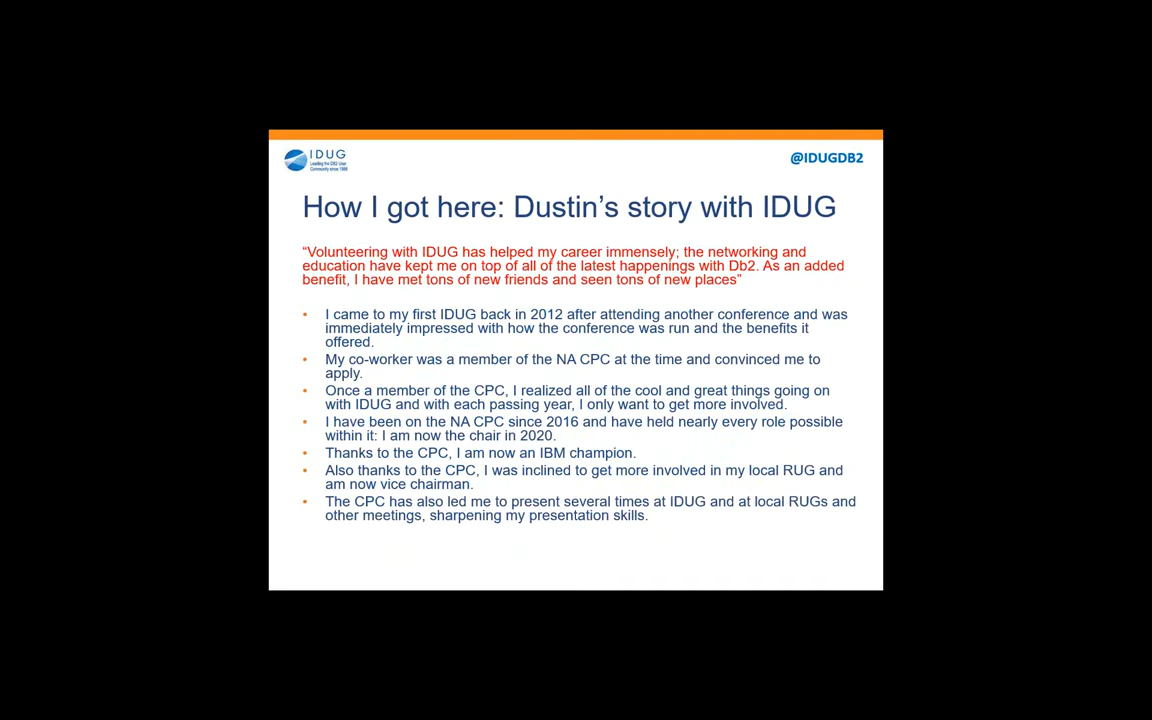 IDUG
Leading the DB2 User
Community since 1988
@IDUGDB2
How I got here: Dustin’s story with IDUG
“Volunteering with IDUG has helped my career immensely; the networking and
education have kept me on top of all of the latest happenings with Db2. As an added
benefit, I have met tons of new friends and seen tons of new places”
• I came to my first IDUG back in 2012 after attending another conference and was
immediately impressed with how the conference was run and the benefits it
offered.
• My co-worker was a member of the NA CPC at the time and convinced me to
apply.
• Once a member of the CPC, I realized all of the cool and great things going on
with IDUG and with each passing year, I only want to get more involved.
• I have been on the NA CPC since 2016 and have held nearly every role possible
within it: I am now the chair in 2020.
• Thanks to the CPC, I am now an IBM champion.
• Also thanks to the CPC, I was inclined to get more involved in my local RUG and
am now vice chairman.
• The CPC has also led me to present several times at IDUG and at local RUGs and
other meetings, sharpening my presentation skills.